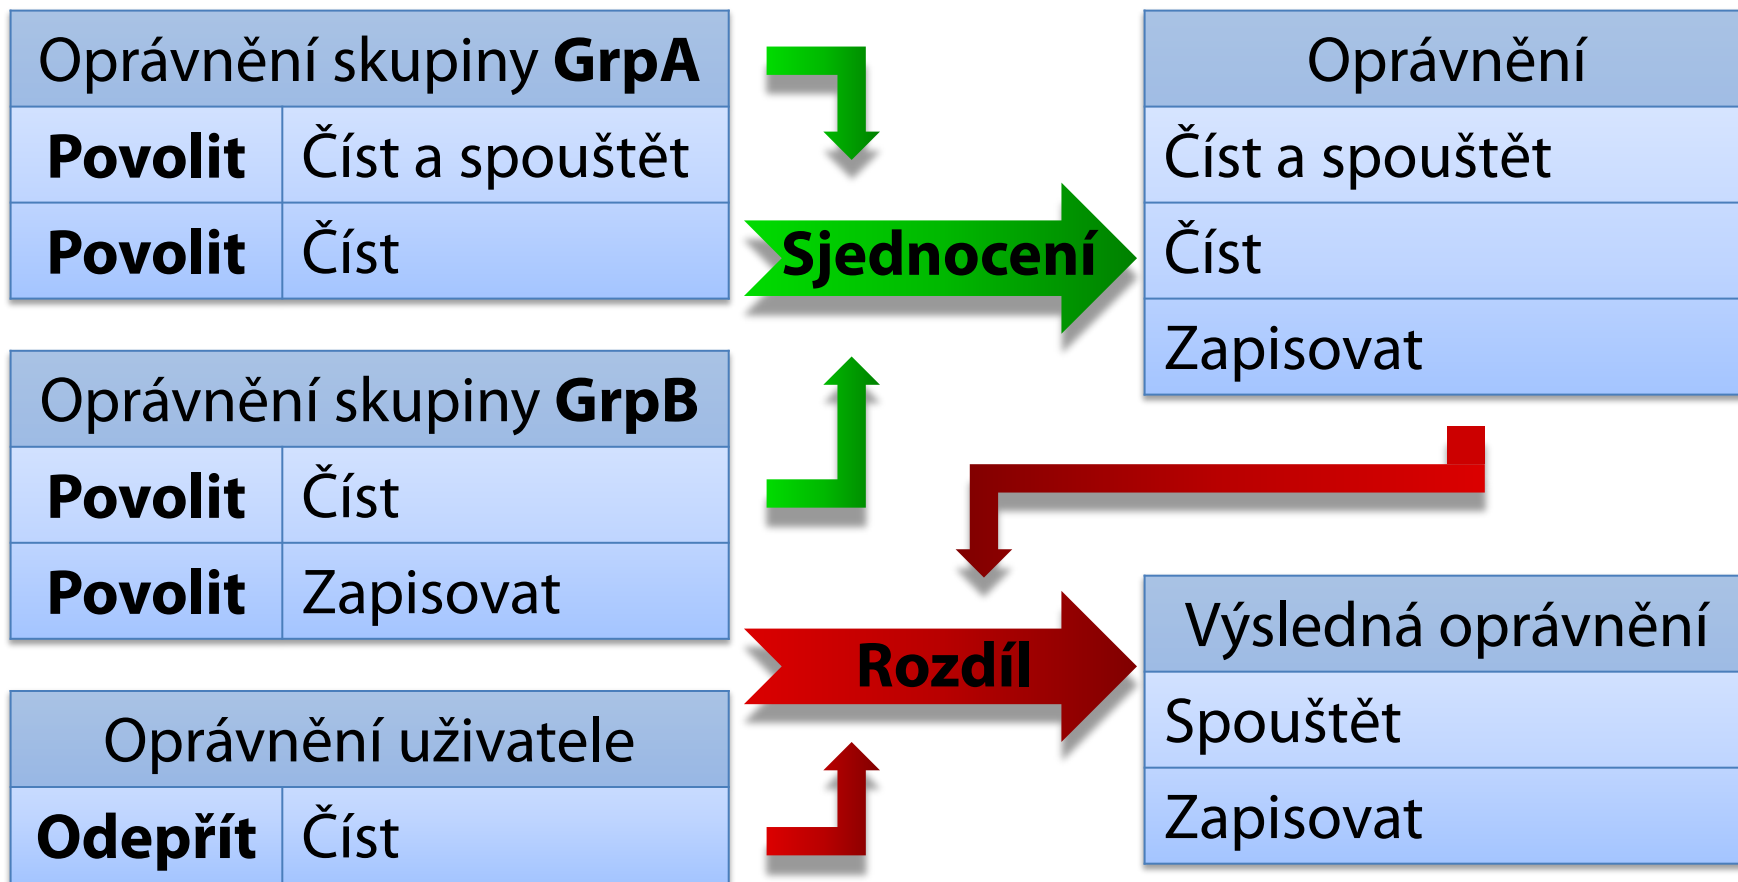 Oprávnění skupiny GrpA
Povolit Číst a spouštět
Povolit Číst
Sjednocení
Oprávnění
Číst a spouštět
Číst
Zapisovat
Oprávnění skupiny GrpB
Povolit Číst
Povolit Zapisovat
Oprávnění uživatele
Odepřít Číst
Rozdíl
Výsledná oprávnění
Spouštět
Zapisovat